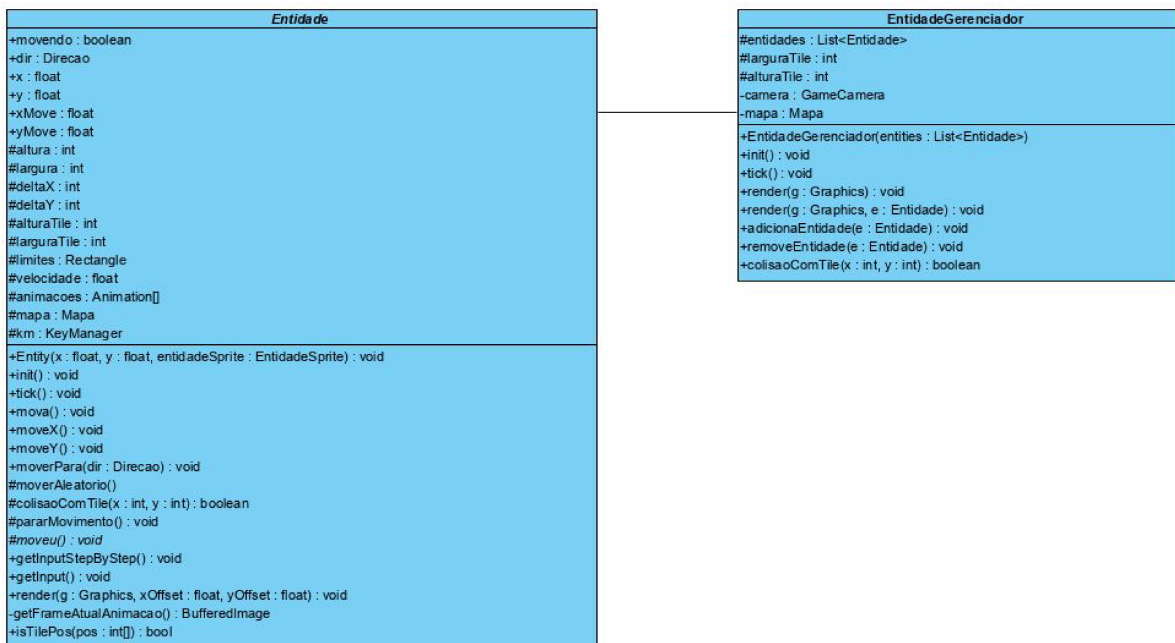 Entidade
+movendo : boolean
+dir : Direcao
+x : float
+y : float
+xMove : float
+yMove : float
#altura : int
#largura : int
#deltaX : int
#deltaY : int
#alturaTile : int
#larguraTile : int
#limites : Rectangle
#velocidade : float
#animacoes : Animation[]
#mapa : Mapa
#km : KeyManager
+Entity(x : float, y : float, entidadeSprite : EntidadeSprite) : void
+init() : void
+tick() : void
+mova() : void
+moveX() : void
+moveY() : void
+moverPara(dir : Direcao) : void
#moverAleatorio()
#colisaoComTile(x : int, y : int) : boolean
#pararMovimento() : void
#moveu() : void
+getInputStepByStep() : void
+getInput() : void
+render(g : Graphics, xOffset : float, yOffset : float) : void
-getFrameAtualAnimacao() : BufferedImage
+isTilePos(pos : int[]) : bool
EntidadeGerenciador
#entidades : List<Entidade>
#larguraTile : int
#alturaTile : int
-camera : GameCamera
-mapa : Mapa
+EntidadeGerenciador(entities : List<Entidade>)
+init() : void
+tick() : void
+render(g : Graphics) : void
+render(g : Graphics, e : Entidade) : void
+adicionaEntidade(e : Entidade) : void
+removeEntidade(e : Entidade) : void
+colisaoComTile(x : int, y : int) : boolean